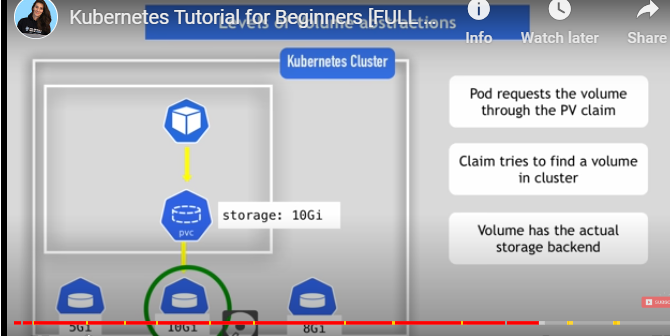 Kubernetes Tutorial for Beginners [FULL...
Levels of volume abstractions
Info
Watch later
Share
Kubernetes Cluster
Pod requests the volume
through the PV claim
Claim tries to find a volume
in cluster
storage: 10Gi
pvc
Volume has the actual
storage backend
5Gi
10Gi
8Gi